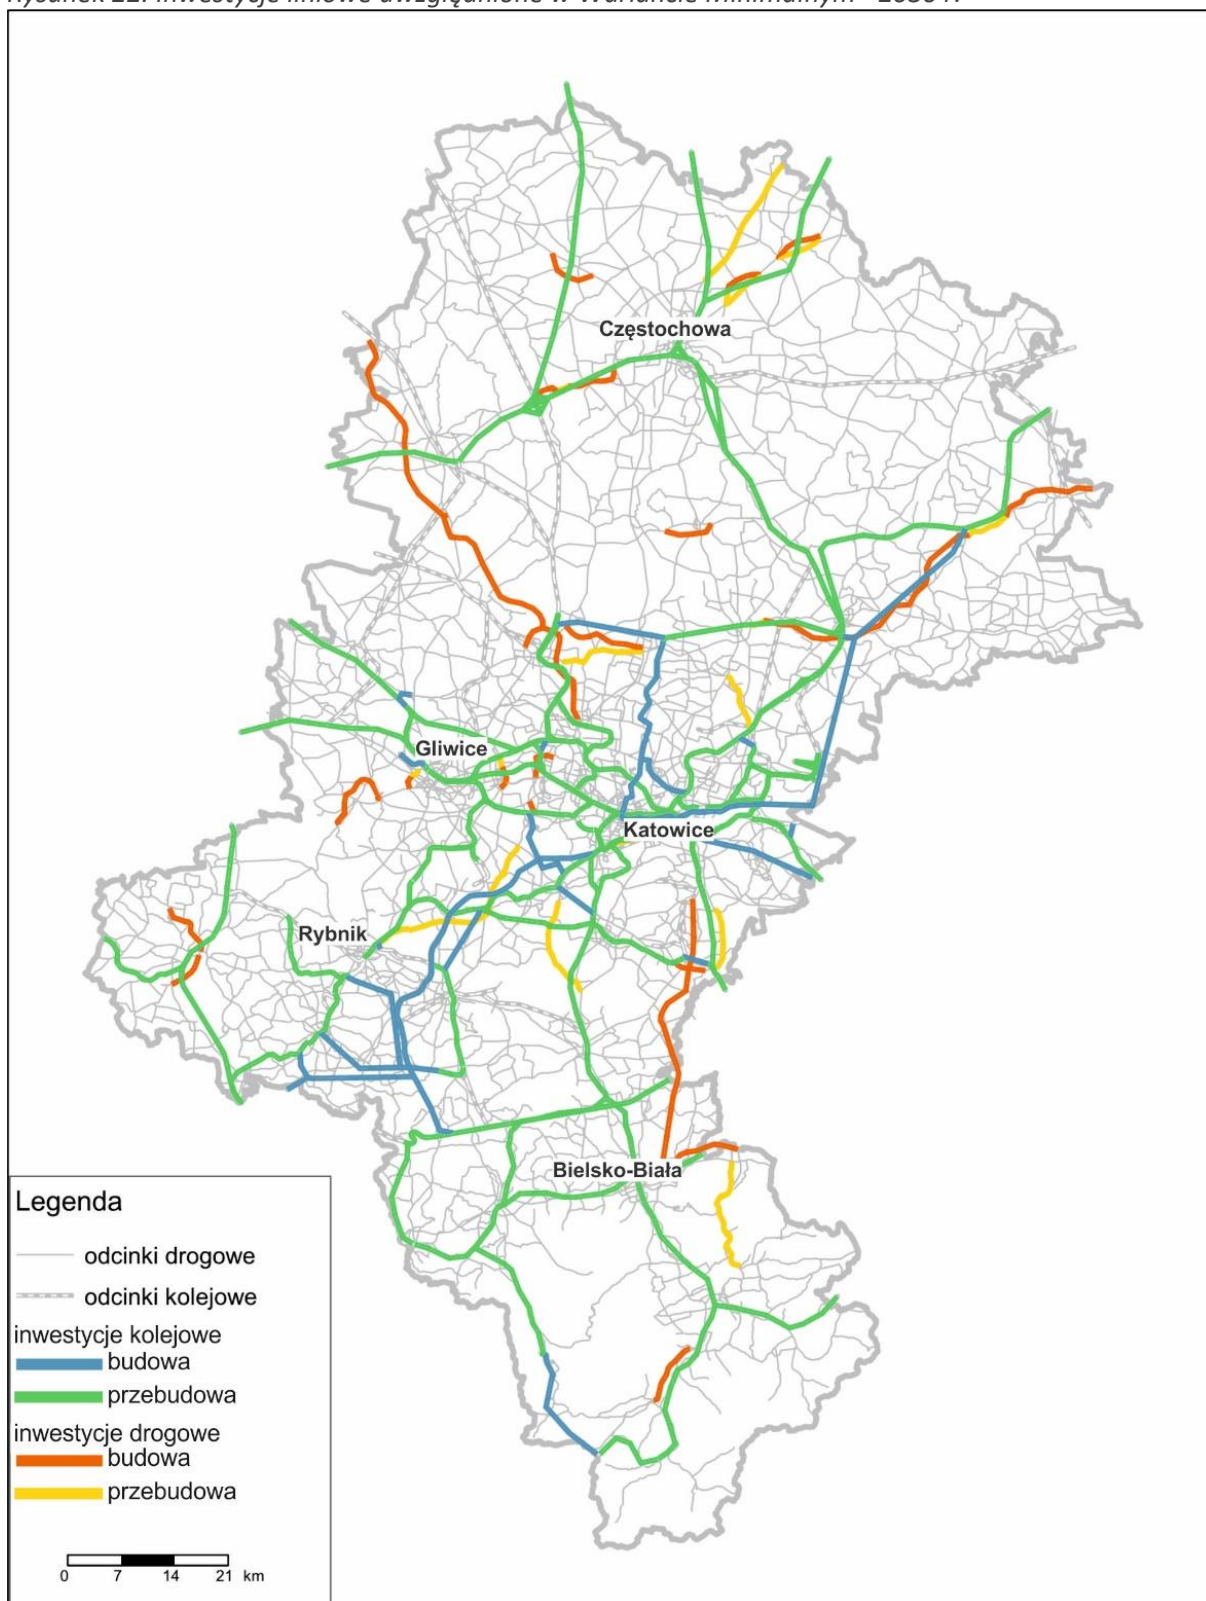 Częstochowa
Gliwice
Katowice
Rybnik
Bielsko-Biała
Legenda
odcinki drogowe
odcinki kolejowe
inwestycje kolejowe
budowa
przebudowa
inwestycje drogowe
budowa
przebudowa
0 7 14 21 km